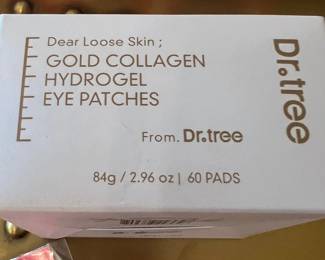 Dear Loose Skin ;
GOLD COLLAGEN
HYDROGEL
EYE PATCHES
From. Dr.tree
84g / 2.96 oz | 60 PADS
Dr.tree